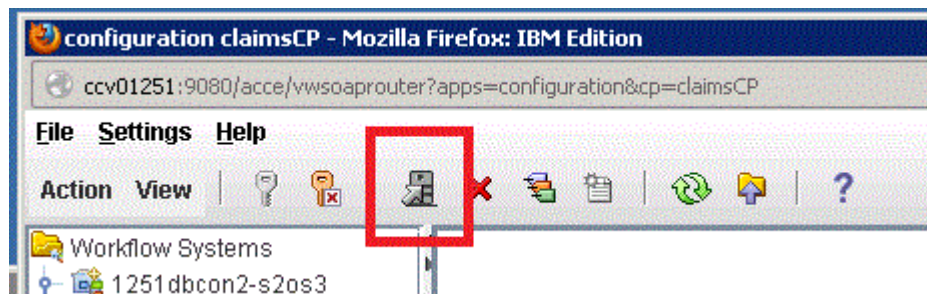 configuration claimsCP - Mozilla Firefox: IBM Edition
ccv01251:9080/acce/vwsoaprouter?apps=configuration&cp=claimsCP
File Settings Help
Action View ?
Workflow Systems
1251dbcon2-s2os3